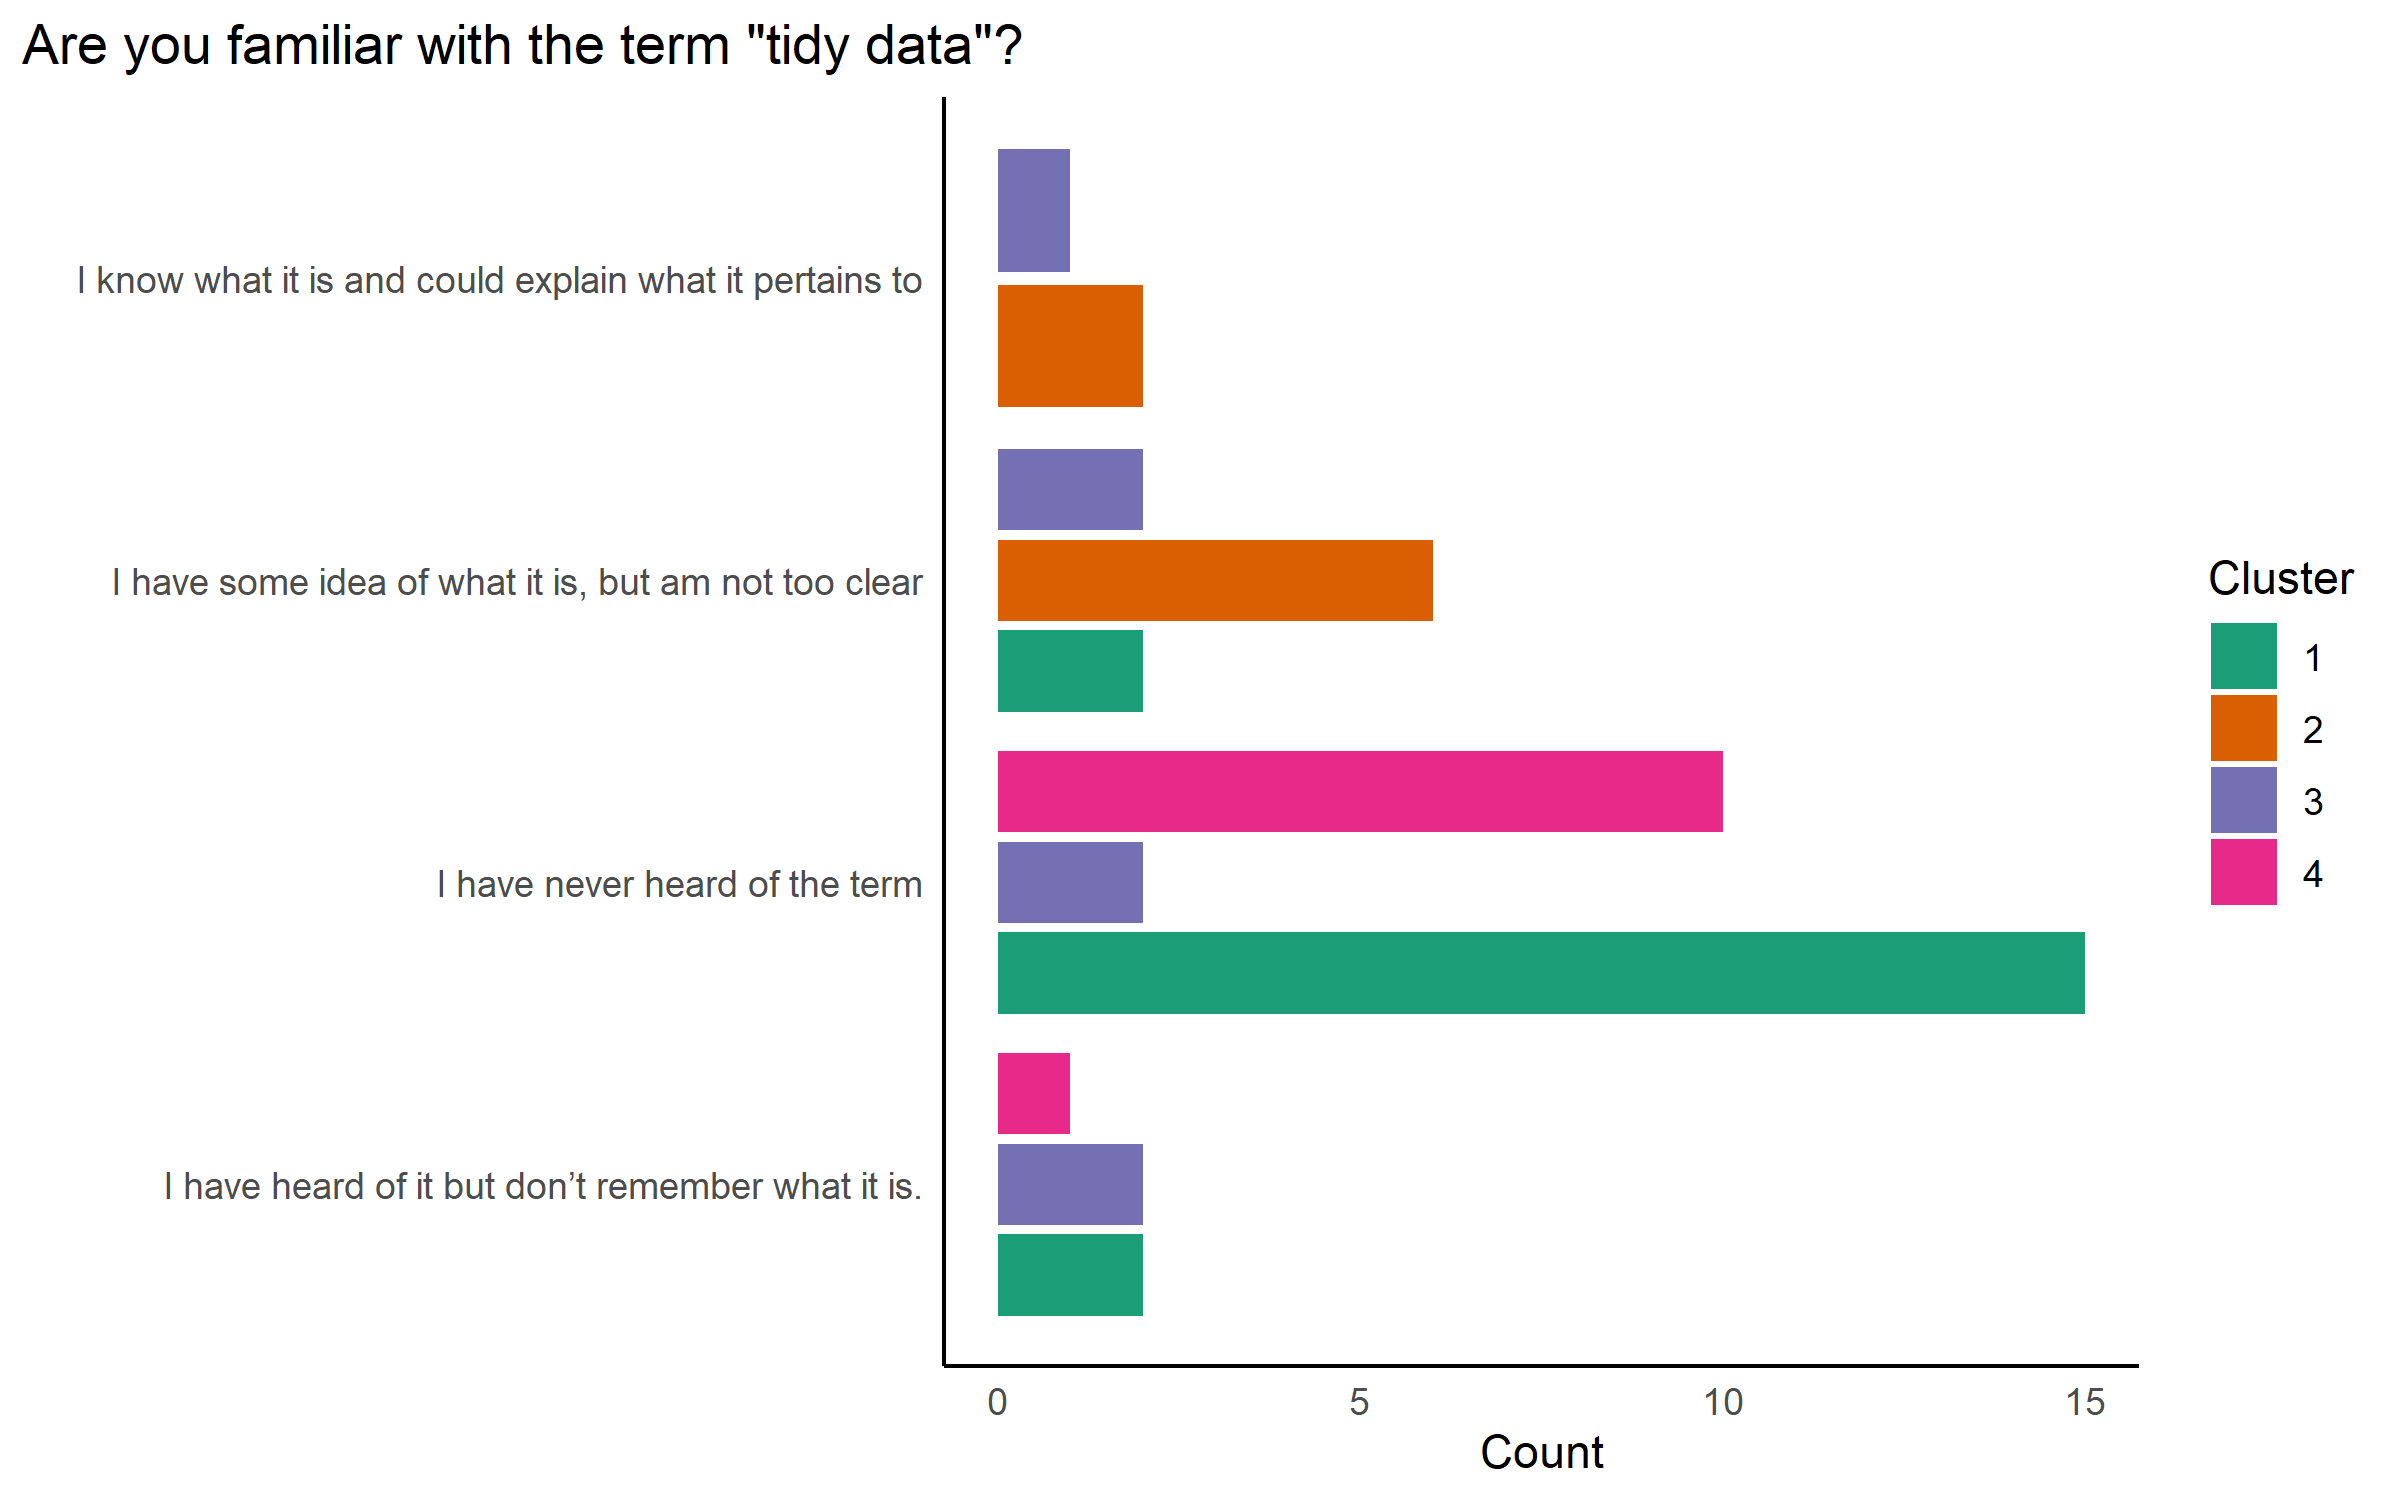 Are you familiar with the term "tidy data"?
I know what it is and could explain what it pertains to
I have some idea of what it is, but am not too clear
I have never heard of the term
I have heard of it but don’t remember what it is.
0 5 10 15
Count
Cluster
1
2
3
4